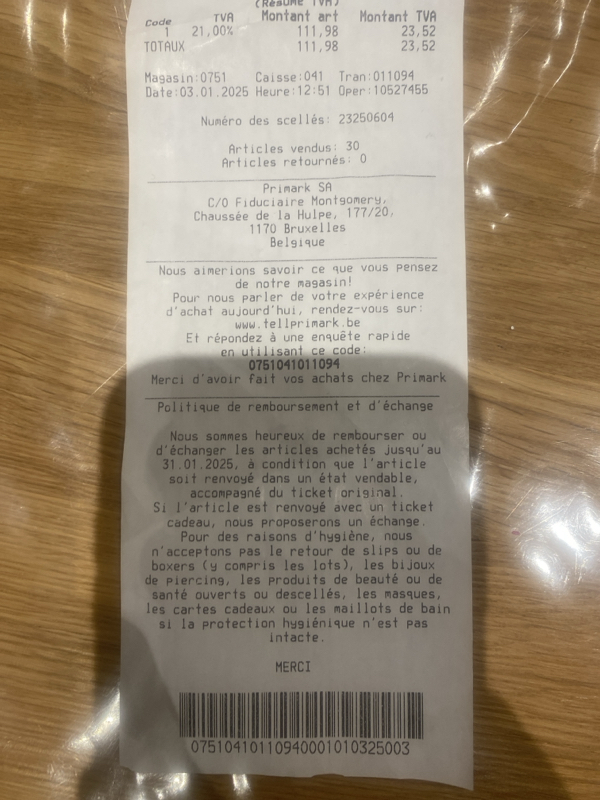 (Résumé TVA)
Code TVA Montant art Montant TVA
1 21,00% 111,98 23,52
TOTAUX 111,98 23,52
Magasin:0751 Caisse:041 Tran:011094
Date:03.01.2025 Heure:12:51 Oper:10527455
Numéro des scellés: 23250604
Articles vendus: 30
Articles retournés: 0
Primark SA
C/O Fiduciaire Montgomery,
Chaussée de la Hulpe, 177/20,
1170 Bruxelles
Belgique
Nous aimerions savoir ce que vous pensez
de notre magasin!
Pour nous parler de votre expérience
d'achat aujourd'hui, rendez-vous sur:
www.tellprimark.be
Et répondez à une enquête rapide
en utilisant ce code:
0751041011094
Merci d'avoir fait vos achats chez Primark
Politique de remboursement et d'échange
Nous sommes heureux de rembourser ou
d'échanger les articles achetés jusqu'au
31.01.2025, à condition que l'article
soit renvoyé dans un état vendable,
accompagné du ticket original.
Si l'article est renvoyé avec un ticket
cadeau, nous proposerons un échange.
Pour des raisons d'hygiène, nous
n'acceptons pas le retour de slips ou de
boxers (y compris les lots), les bijoux
de piercing, les produits de beauté ou de
santé ouverts ou descellés, les masques,
les cartes cadeaux ou les maillots de bain
si la protection hygiénique n'est pas
intacte.
MERCI
07510410110940001010325003